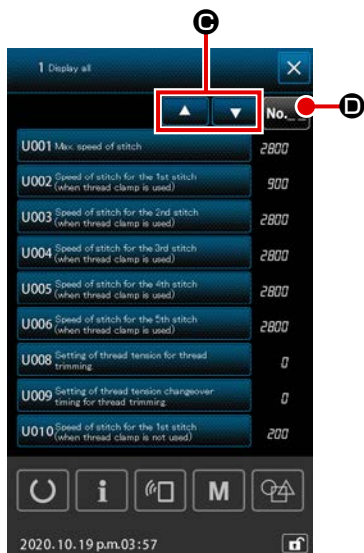 C
1 Display all
No._ _
D
U001 Max. speed of stitch 2800
U002 Speed of stitch for the 1st stitch
(when thread clamp is used) 900
U003 Speed of stitch for the 2nd stitch
(when thread clamp is used) 2800
U004 Speed of stitch for the 3rd stitch
(when thread clamp is used) 2800
U005 Speed of stitch for the 4th stitch
(when thread clamp is used) 2800
U006 Speed of stitch for the 5th stitch
(when thread clamp is used) 2800
U008 Setting of thread tension for thread
trimming 0
U009 Setting of thread tension changeover
timing for thread trimming. 0
U010 Speed of stitch for the 1st stitch
(when thread clamp is not used) 200
i M
2020.10.19 p.m.03:57